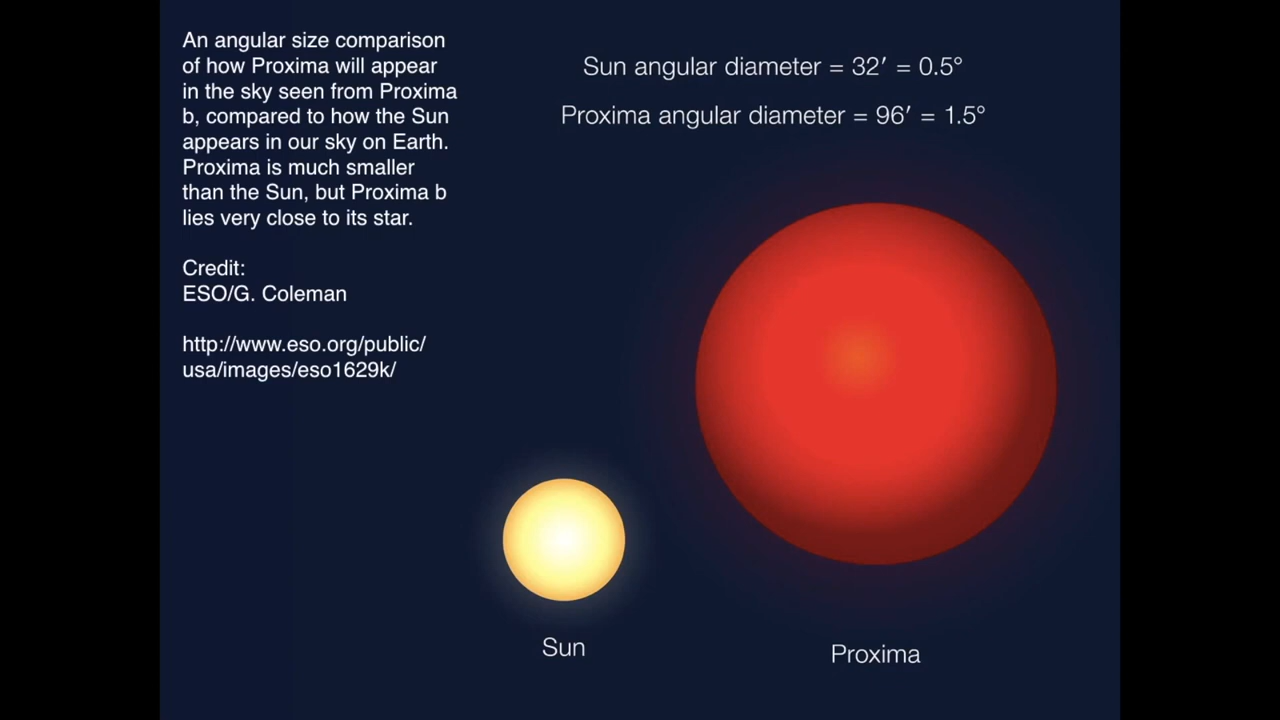 An angular size comparison
of how Proxima will appear
in the sky seen from Proxima
b, compared to how the Sun
appears in our sky on Earth.
Proxima is much smaller
than the Sun, but Proxima b
lies very close to its star.
Credit:
ESO/G. Coleman
http://www.eso.org/public/
usa/images/eso1629k/
Sun angular diameter = 32′ = 0.5°
Proxima angular diameter = 96′ = 1.5°
Sun
Proxima